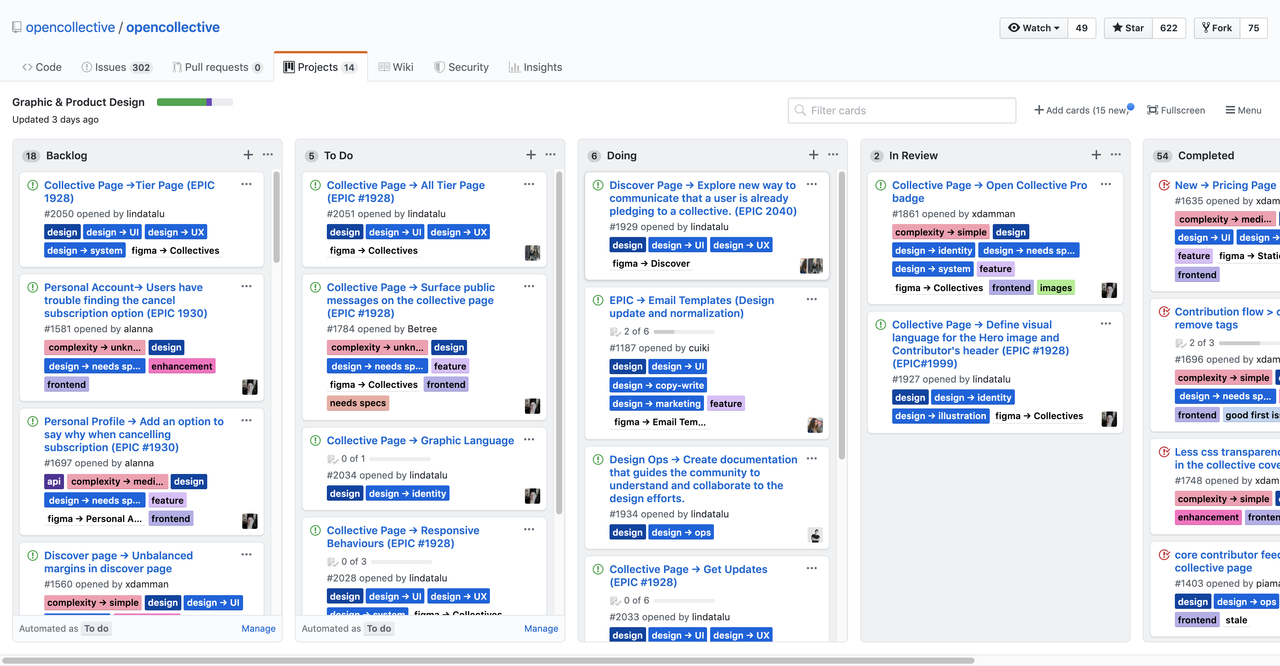 opencollective / opencollective
Watch 49 Star 622 Fork 75
Code Issues 302 Pull requests 0 Projects 14 Wiki Security Insights
Graphic & Product Design
Updated 3 days ago
Filter cards
Add cards (15 new)
Fullscreen
Menu
18 Backlog
Collective Page →Tier Page (EPIC
1928)
#2050 opened by lindatalu
design design → UI design → UX
design → system figma → Collectives
Personal Account→ Users have
trouble finding the cancel
subscription option (EPIC 1930)
#1581 opened by alanna
complexity → unkn... design
design → needs sp... enhancement
frontend
Personal Profile → Add an option to
say why when cancelling
subscription (EPIC #1930)
#1697 opened by alanna
api complexity → medi... design
design → needs sp... feature
figma → Personal A... frontend
Discover page → Unbalanced
margins in discover page
#1560 opened by xdamman
complexity → simple design design → UI
Automated as To do Manage
5 To Do
Collective Page → All Tier Page
(EPIC #1928)
#2051 opened by lindatalu
design design → UI design → UX
figma → Collectives
Collective Page → Surface public
messages on the collective page
(EPIC #1928)
#1784 opened by Betree
complexity → unkn... design
design → needs sp... feature
figma → Collectives frontend
needs specs
Collective Page → Graphic Language
0 of 1
#2034 opened by lindatalu
design design → identity
Collective Page → Responsive
Behaviours (EPIC #1928)
0 of 3
#2028 opened by lindatalu
design design → UI design → UX
design → system figma → Collectives
Automated as To do Manage
6 Doing
Discover Page → Explore new way to
communicate that a user is already
pledging to a collective. (EPIC 2040)
#1929 opened by lindatalu
design design → UI design → UX
figma → Discover
EPIC → Email Templates (Design
update and normalization)
2 of 6
#1187 opened by cuiki
design design → UI
design → copy-write
design → marketing feature
figma → Email Tem...
Design Ops → Create documentation
that guides the community to
understand and collaborate to the
design efforts.
#1934 opened by lindatalu
design design → ops
Collective Page → Get Updates
(EPIC #1928)
0 of 6
#2033 opened by lindatalu
design design → UI design → UX
2 In Review
Collective Page → Open Collective Pro
badge
#1861 opened by xdamman
complexity → simple design
design → identity design → needs sp...
design → system feature
figma → Collectives frontend images
Collective Page → Define visual
language for the Hero image and
Contributor's header (EPIC #1928)
(EPIC#1999)
#1927 opened by lindatalu
design design → identity
design → illustration figma → Collectives
54 Completed
New → Pricing Page
#1635 opened by xdam
complexity → medi...
design → UI design →
feature figma → Stati
frontend
Contribution flow > c
remove tags
2 of 3
#1696 opened by xdam
complexity → simple
design → needs sp...
frontend good first is
Less css transparenc
in the collective cove
#1748 opened by xdam
complexity → simple
enhancement fronten
core contributor feed
collective page
#1403 opened by piama
design design → ops
frontend stale